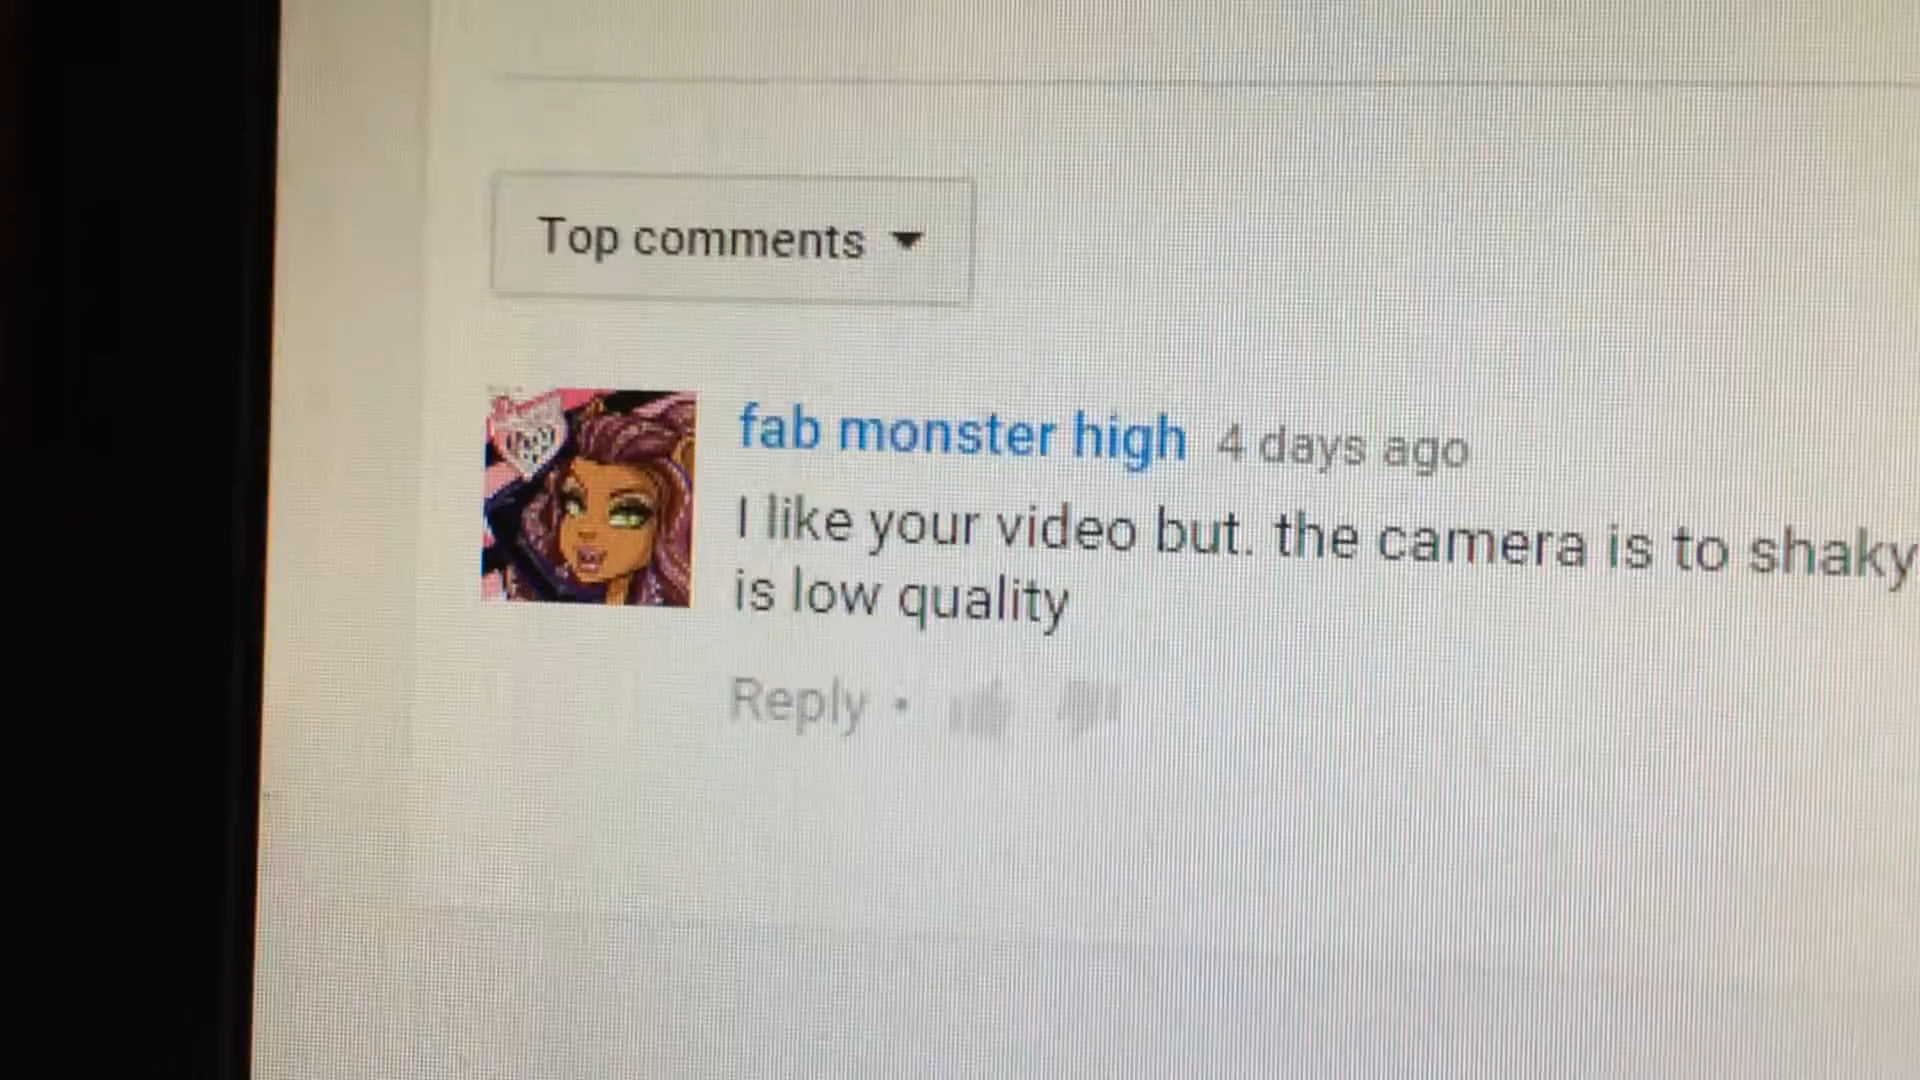 Top comments
fab monster high 4 days ago
I like your video but. the camera is to shaky
is low quality
Reply •